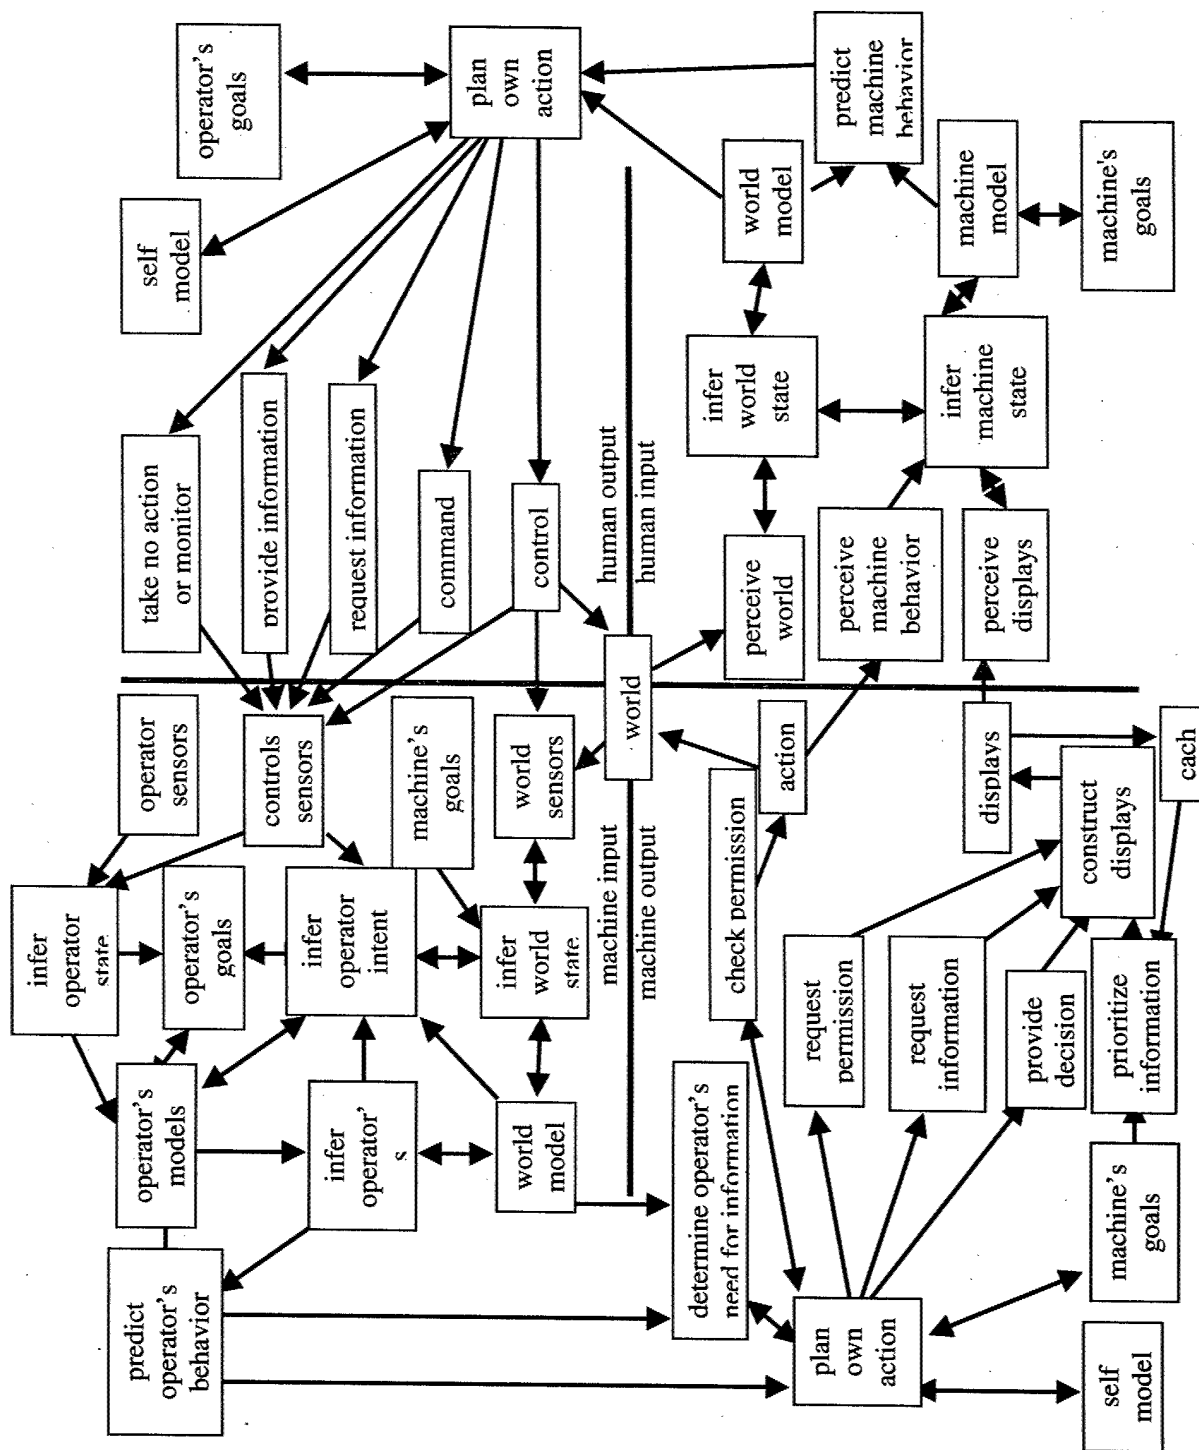 predict
operator's
behavior
operator's
models
infer
operator
state
operator
sensors
operator's
goals
infer
operator'
s
infer
operator
intent
controls
sensors
machine's
goals
world
model
infer
world
state
world
sensors
machine input
machine output
take no action
or monitor
provide information
request information
command
control
self
model
operator's
goals
plan
own
action
human output
human input
world
determine operator's
need for information
check permission
action
plan
own
action
request
permission
request
information
provide
decision
displays
construct
displays
self
model
machine's
goals
prioritize
information
cach
perceive
world
infer
world
state
world
model
perceive
machine
behavior
predict
machine
behavior
perceive
displays
infer
machine
state
machine
model
machine's
goals